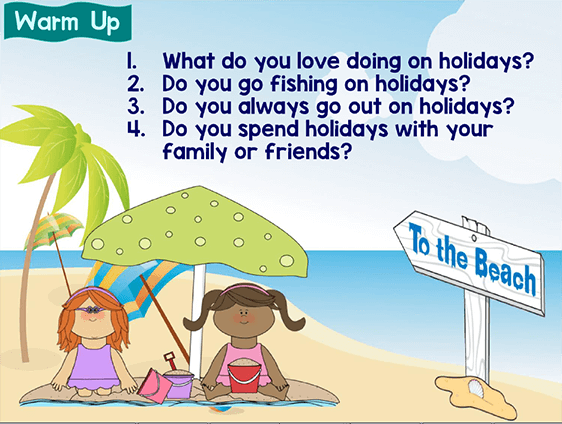 Warm Up
1. What do you love doing on holidays?
2. Do you go fishing on holidays?
3. Do you always go out on holidays?
4. Do you spend holidays with your
family or friends?
To the Beach